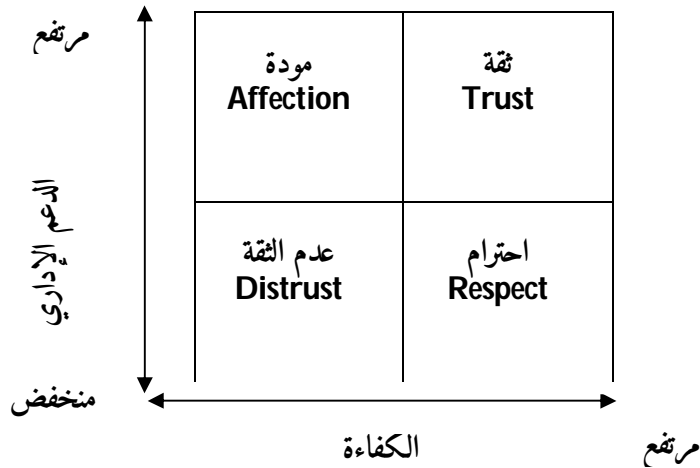 مرتفع
ثقة
Trust
مودة
Affection
الدعم الإداري
احترام
Respect
عدم الثقة
Distrust
منخفض
الكفاءة
مرتفع